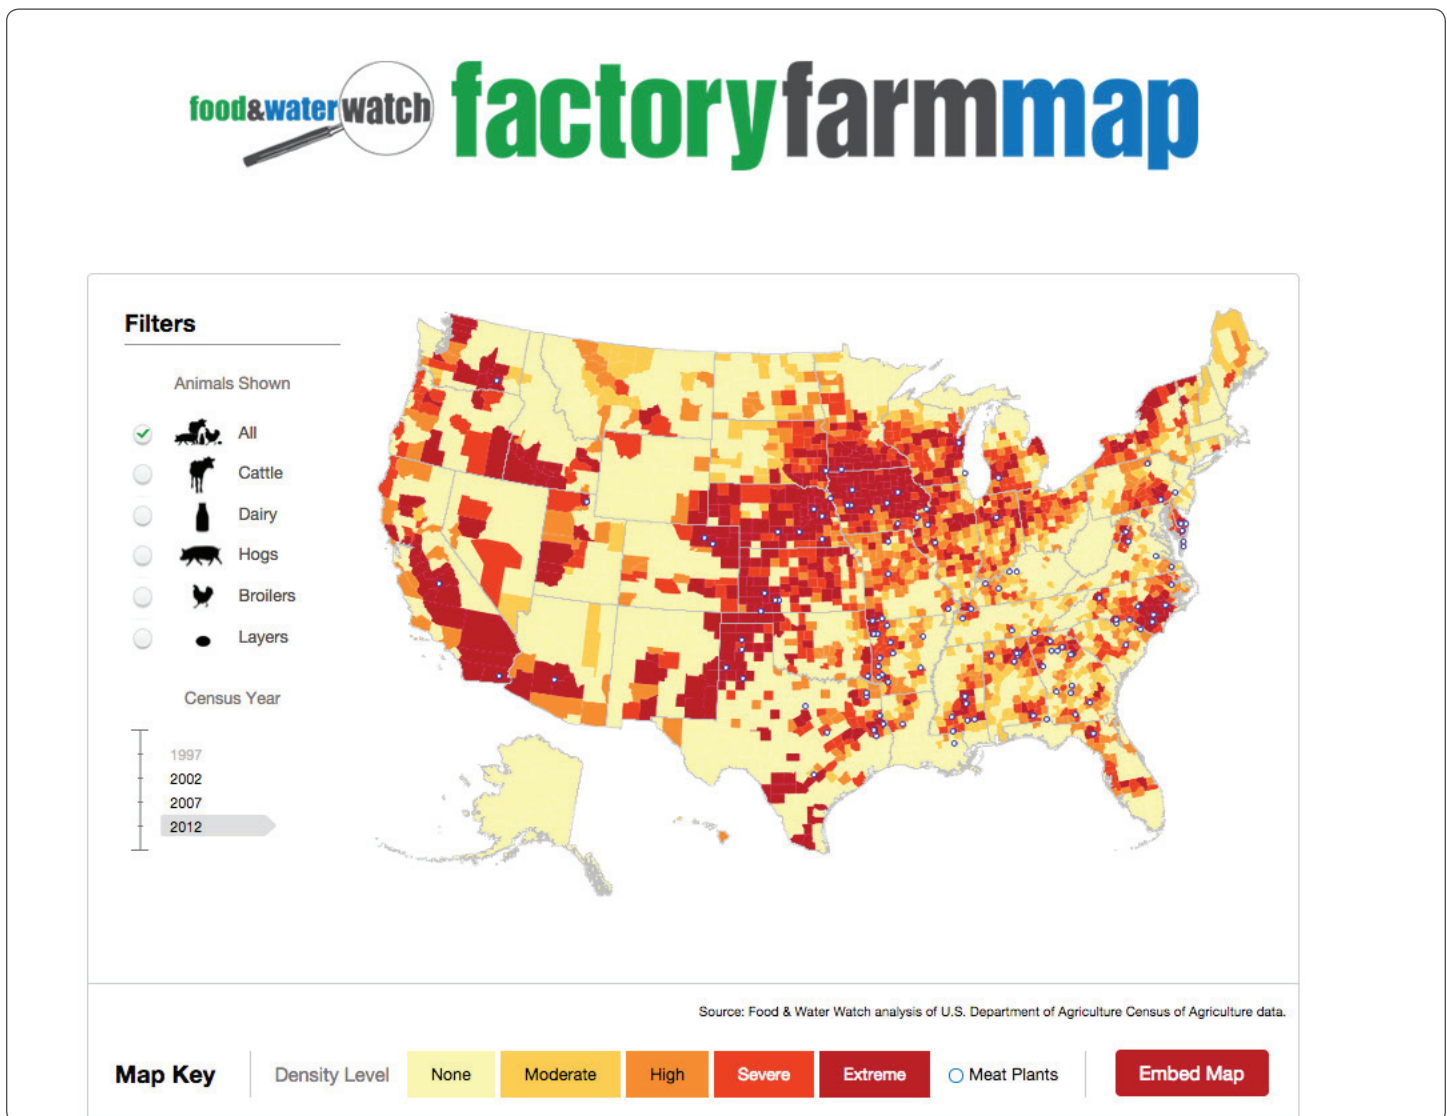 food&waterwatch factoryfarmmap
Filters
Animals Shown
All
Cattle
Dairy
Hogs
Broilers
Layers
Census Year
1997
2002
2007
2012
Source: Food & Water Watch analysis of U.S. Department of Agriculture Census of Agriculture data.
Map Key Density Level None Moderate High Severe Extreme Meat Plants Embed Map